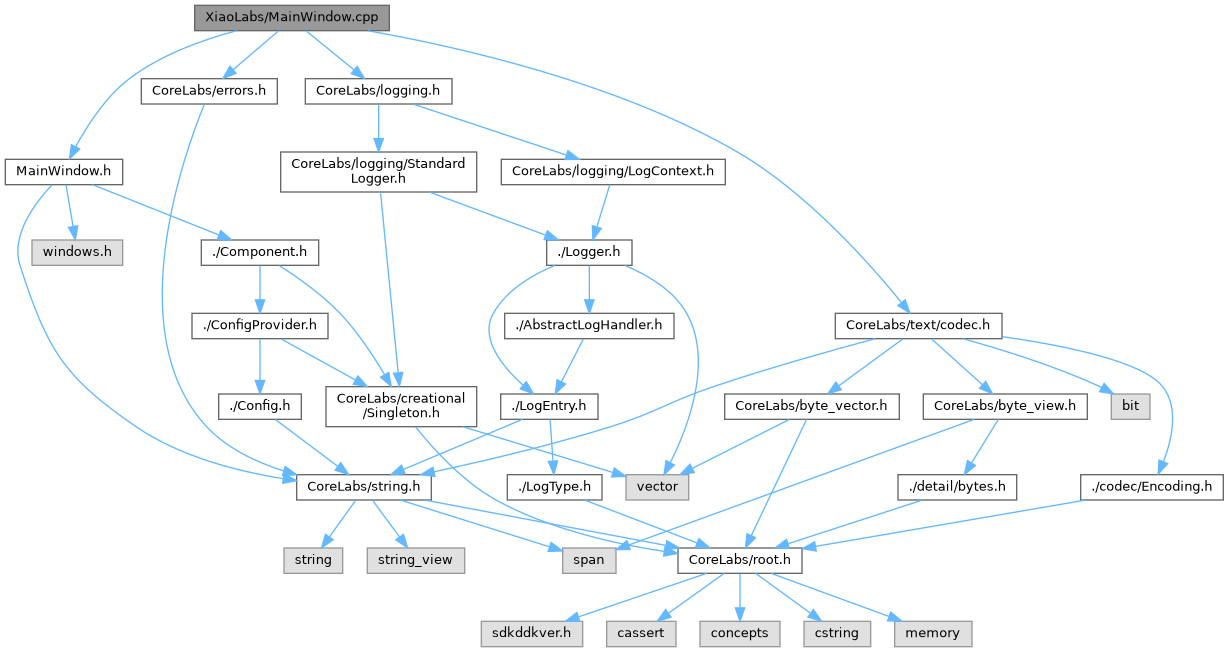 XiaoLabs/MainWindow.cpp
CoreLabs/errors.h
CoreLabs/logging.h
MainWindow.h
CoreLabs/logging/Standard
Logger.h
CoreLabs/logging/LogContext.h
windows.h
./Component.h
./Logger.h
./ConfigProvider.h
./AbstractLogHandler.h
CoreLabs/text/codec.h
./Config.h
CoreLabs/creational
/Singleton.h
./LogEntry.h
CoreLabs/byte_vector.h
CoreLabs/byte_view.h
bit
CoreLabs/string.h
./LogType.h
vector
./detail/bytes.h
./codec/Encoding.h
string
string_view
span
CoreLabs/root.h
sdkddkver.h
cassert
concepts
cstring
memory